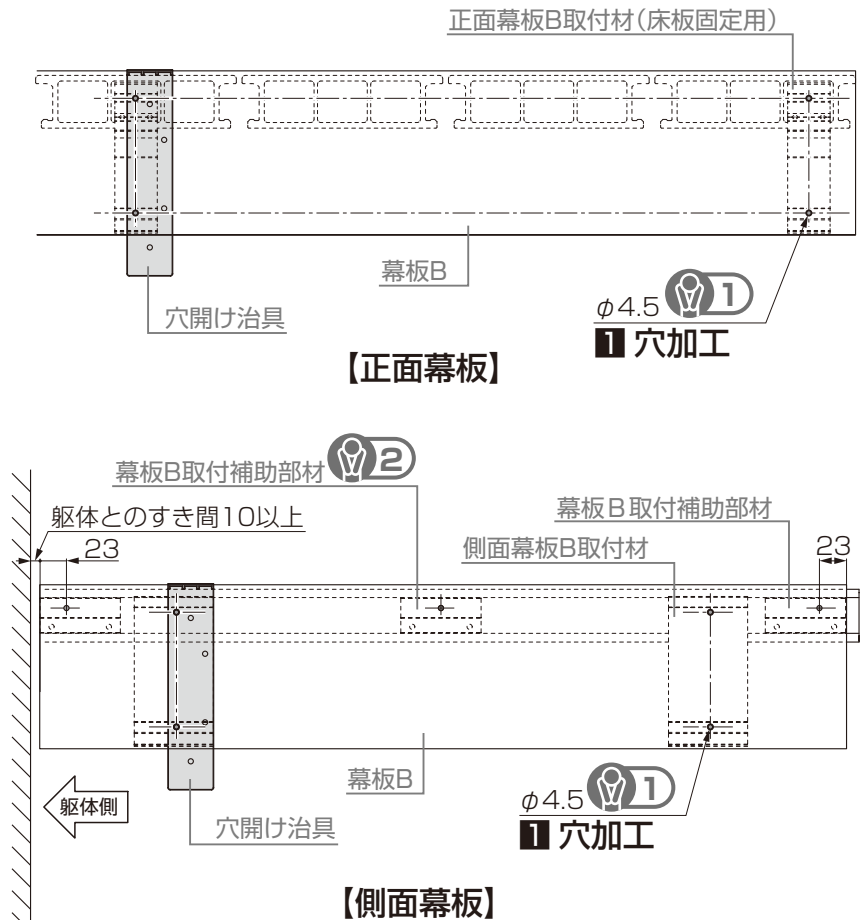 正面幕板B取付材(床板固定用)
幕板B
穴開け治具
φ4.5 1
1 穴加工
【正面幕板】
幕板B取付補助部材 2
躯体とのすき間10以上
幕板B取付補助部材
側面幕板B取付材
23
23
幕板B
躯体側
穴開け治具
φ4.5 1
1 穴加工
【側面幕板】